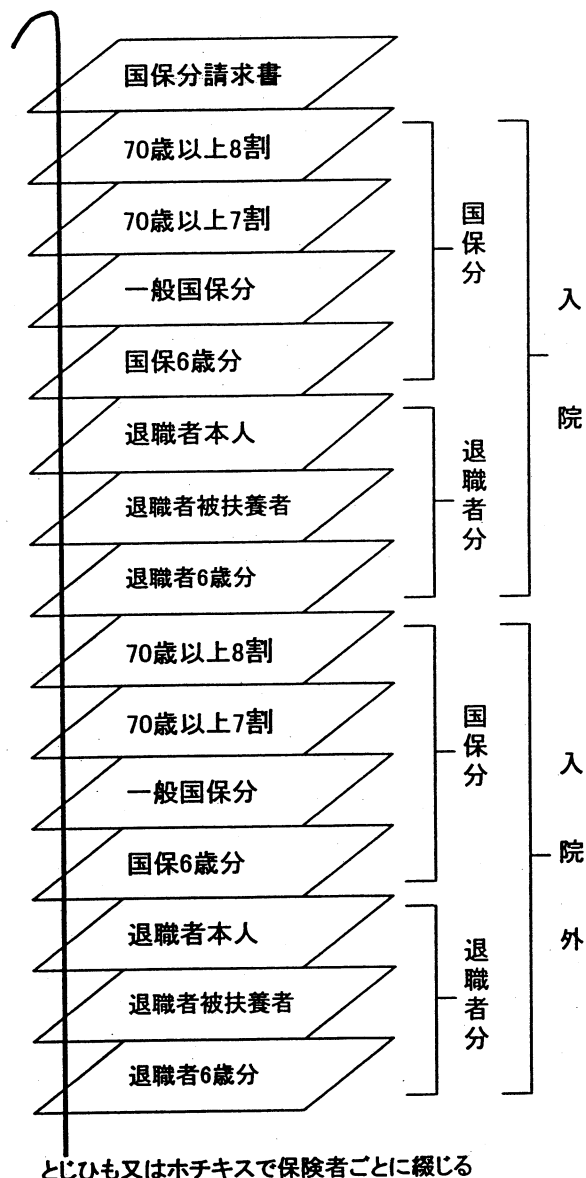 国保分請求書
70歳以上8割
70歳以上7割
一般国保分
国保6歳分
国保分
退職者本人
退職者被扶養者
退職者6歳分
退職者分
入院
70歳以上8割
70歳以上7割
一般国保分
国保6歳分
国保分
退職者本人
退職者被扶養者
退職者6歳分
退職者分
入院外
とじひも又はホチキスで保険者ごとに綴じる